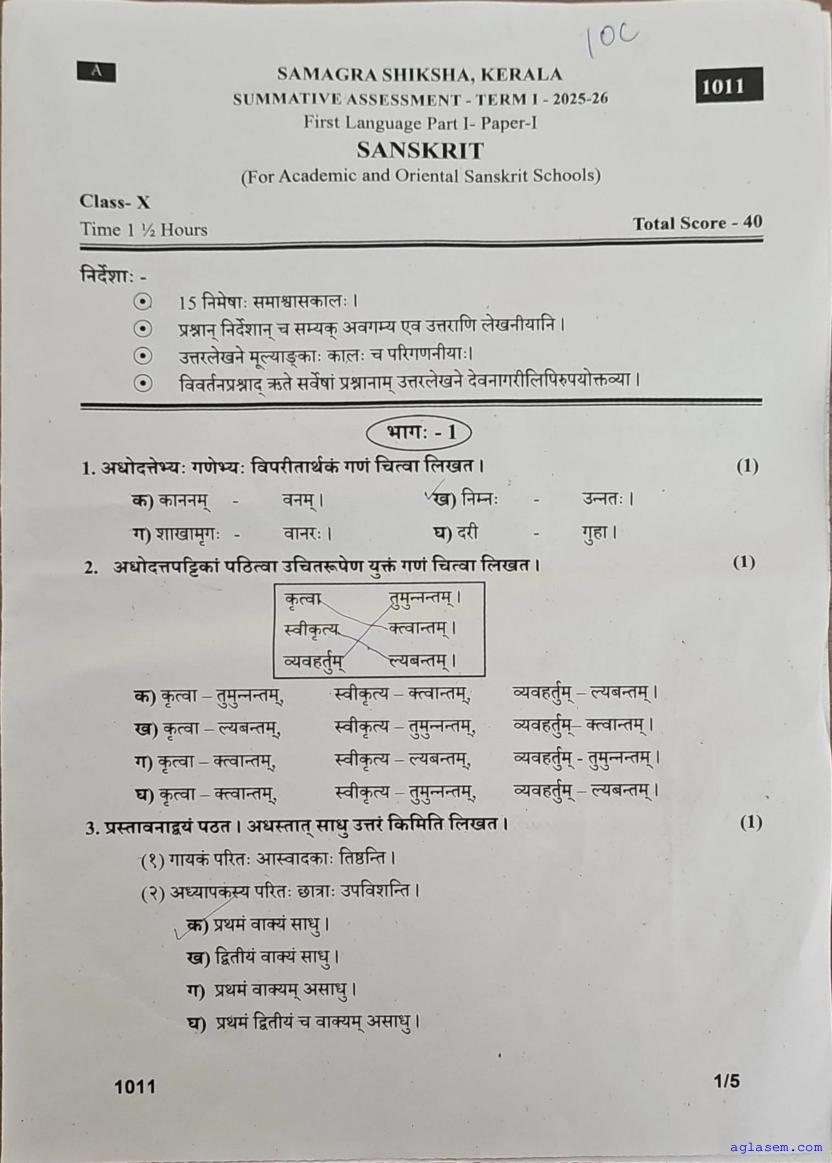 10C
A
SAMAGRA SHIKSHA, KERALA
1011
SUMMATIVE ASSESSMENT - TERM I - 2025-26
First Language Part I- Paper-I
SANSKRIT
(For Academic and Oriental Sanskrit Schools)
Class- X
Time 1 ½ Hours Total Score - 40
निर्देशाः -
15 निमेषाः समाश्वासकालः।
प्रश्नान् निर्देशान् च सम्यक् अवगम्य एव उत्तराणि लेखनीयानि।
उत्तरलेखने मूल्याङ्काः कालः च परिगणनीयाः।
विवर्तनप्रश्नाद् ऋते सर्वेषां प्रश्नानाम् उत्तरलेखने देवनागरीलिपिरुपयोक्तव्या।
भागः - 1
1. अधोदत्तेभ्यः गणेभ्यः विपरीतार्थकं गणं चित्वा लिखत। (1)
क) काननम् - वनम्। ख) निम्नः - उन्नतः।
ग) शाखामृगः - वानरः। घ) दरी - गुहा।
2. अधोदत्तपट्टिकां पठित्वा उचितरूपेण युक्तं गणं चित्वा लिखत। (1)
कृत्वा तुमुन्नन्तम्।
स्वीकृत्य क्त्वान्तम्।
व्यवहर्तुम् ल्यबन्तम्।
क) कृत्वा – तुमुन्नन्तम्, स्वीकृत्य – क्त्वान्तम्, व्यवहर्तुम् – ल्यबन्तम्।
ख) कृत्वा – ल्यबन्तम्, स्वीकृत्य – तुमुन्नन्तम्, व्यवहर्तुम्– क्त्वान्तम्।
ग) कृत्वा – क्त्वान्तम्, स्वीकृत्य – ल्यबन्तम्, व्यवहर्तुम् - तुमुन्नन्तम्।
घ) कृत्वा – क्त्वान्तम्, स्वीकृत्य – तुमुन्नन्तम्, व्यवहर्तुम् – ल्यबन्तम्।
3. प्रस्तावनाद्वयं पठत। अधस्तात् साधु उत्तरं किमिति लिखत। (1)
(१) गायकं परितः आस्वादकाः तिष्ठन्ति।
(२) अध्यापकस्य परितः छात्राः उपविशन्ति।
क) प्रथमं वाक्यं साधु।
ख) द्वितीयं वाक्यं साधु।
ग) प्रथमं वाक्यम् असाधु।
घ) प्रथमं द्वितीयं च वाक्यम् असाधु।
1011 1/5
aglasem.com